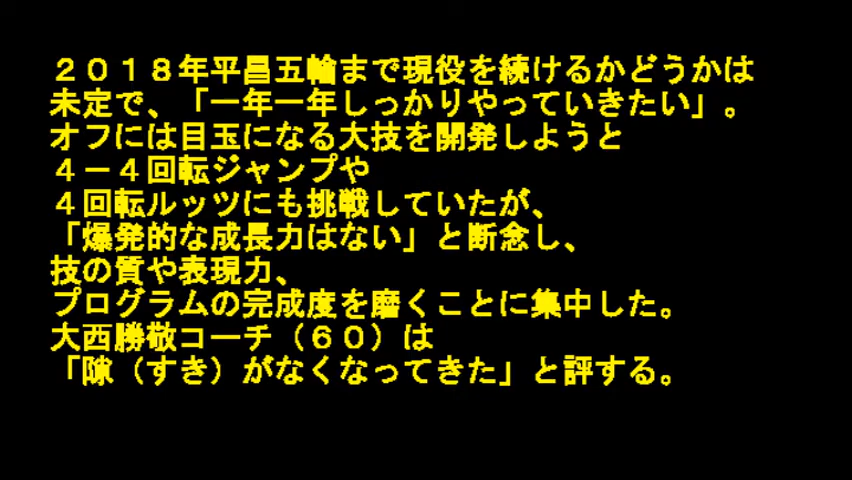 ２０１８年平昌五輪まで現役を続けるかどうかは
未定で、「一年一年しっかりやっていきたい」。
オフには目玉になる大技を開発しようと
４－４回転ジャンプや
４回転ルッツにも挑戦していたが、
「爆発的な成長力はない」と断念し、
技の質や表現力、
プログラムの完成度を磨くことに集中した。
大西勝敬コーチ（６０）は
「隙（すき）がなくなってきた」と評する。